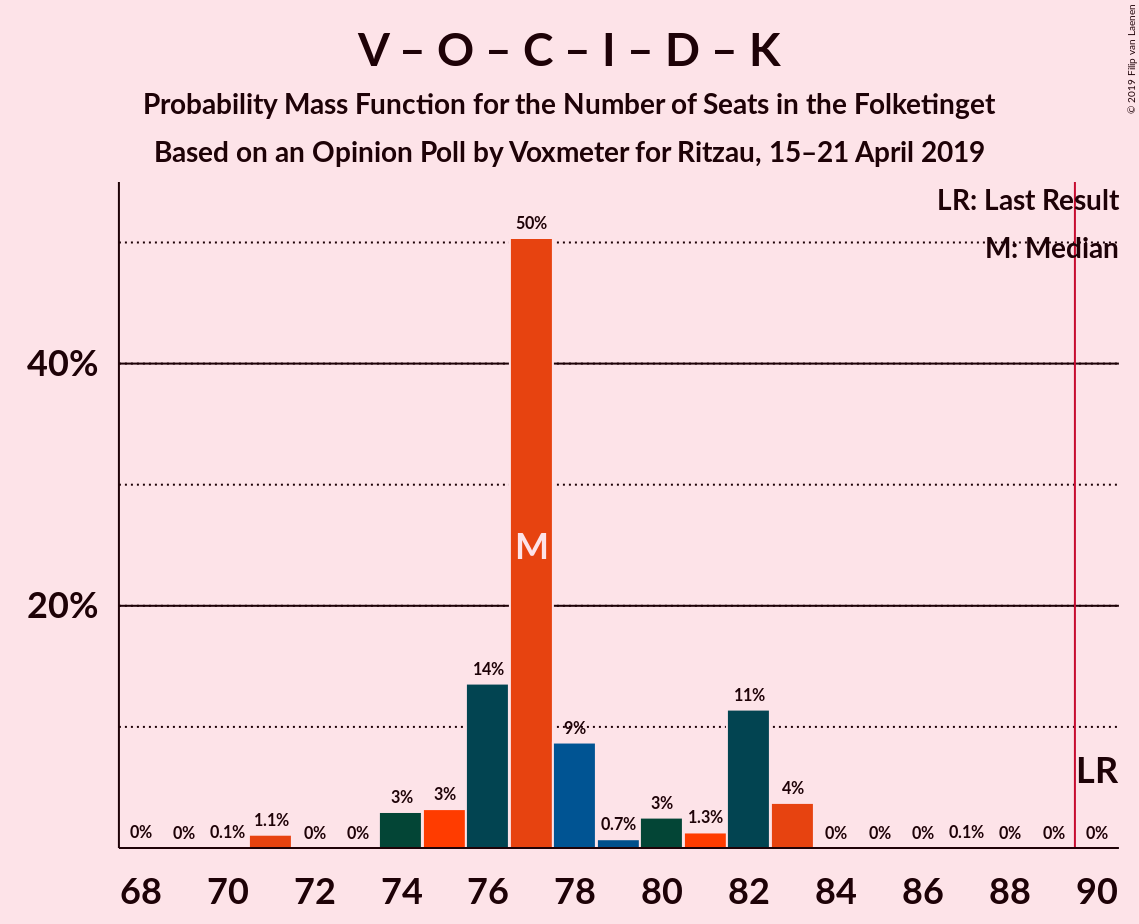 V – O – C – I – D – K
Probability Mass Function for the Number of Seats in the Folketinget
Based on an Opinion Poll by Voxmeter for Ritzau, 15–21 April 2019
© 2019 Filip van Laenen
LR: Last Result
M: Median
50%
40%
M
20%
14%
11%
9%
LR
4%
3%
3%
3%
0%
0%
0.1%
1.1%
0%
0%
0.7%
1.3%
0%
0%
0%
0.1%
0%
0%
0%
68 70 72 74 76 78 80 82 84 86 88 90